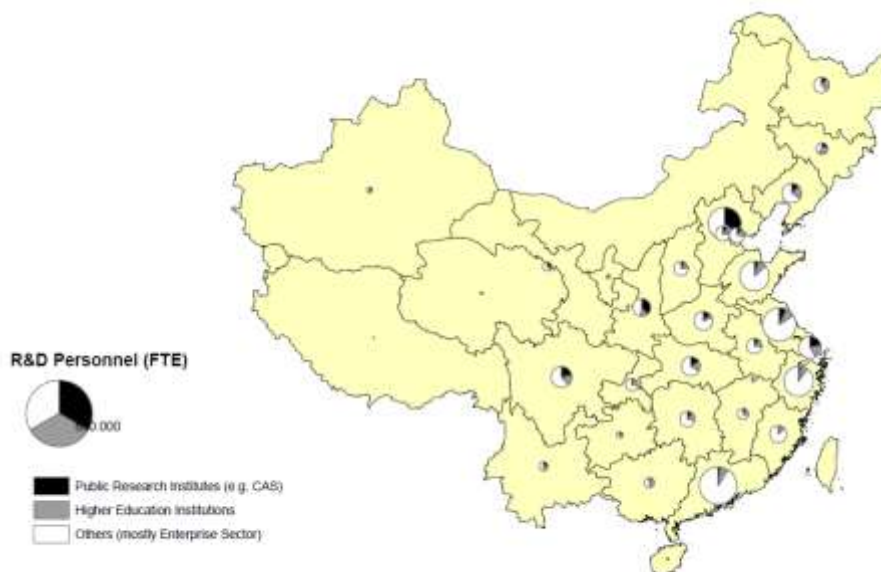 R&D Personnel (FTE)
Public Research Institutes (e.g. CAS)
Higher Education Institutions
Others (mostly Enterprise Sector)